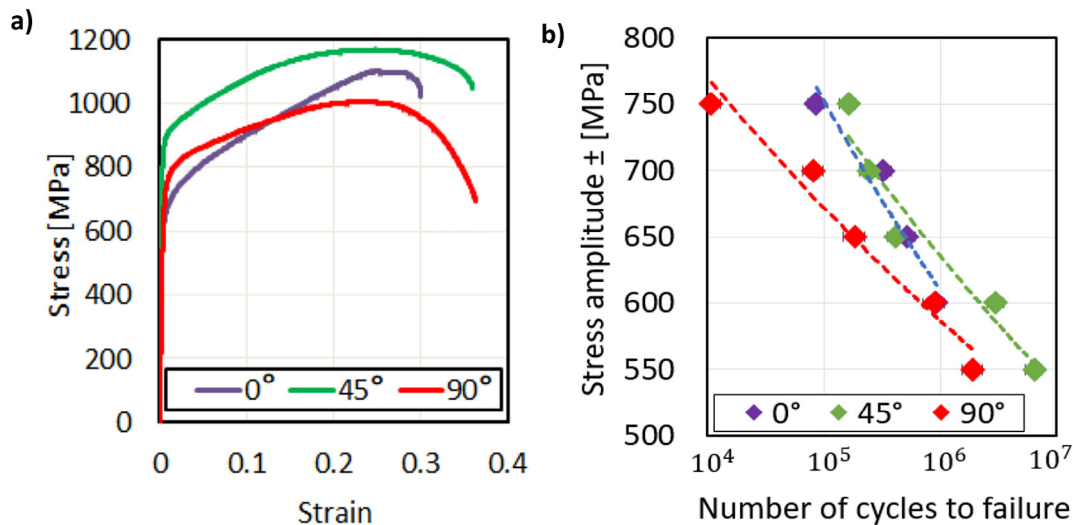 a)
1200
1000
800
600
400
200
0
Stress [MPa]
0° 45° 90°
0 0.1 0.2 0.3 0.4
Strain
b)
800
750
700
650
600
550
500
Stress amplitude ± [MPa]
0° 45° 90°
10⁴ 10⁵ 10⁶ 10⁷
Number of cycles to failure